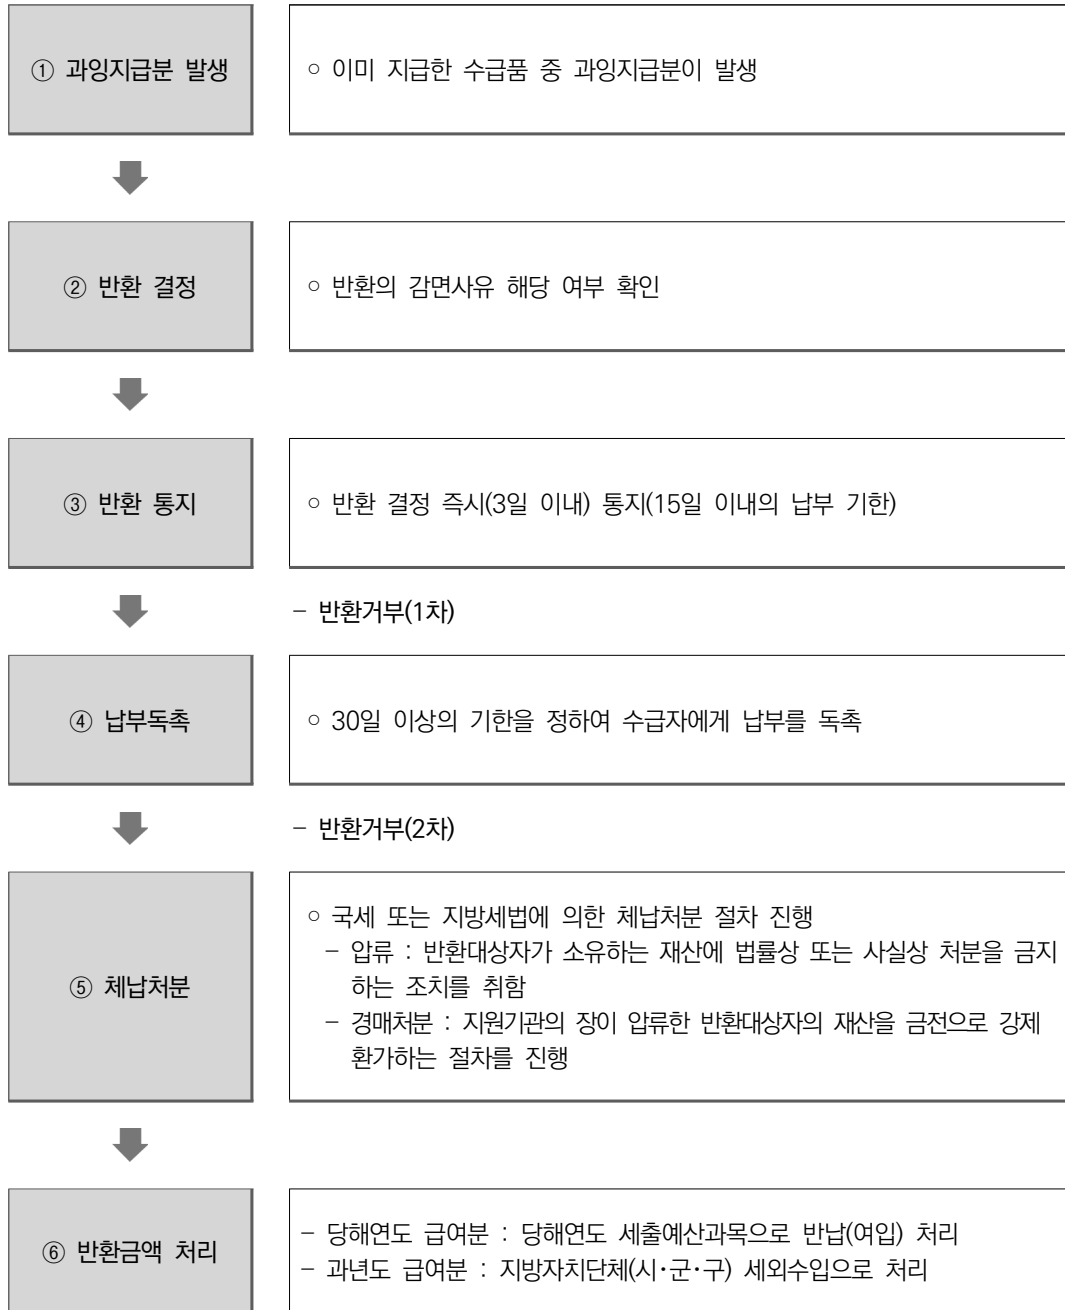 ① 과잉지급분 발생
○ 이미 지급한 수급품 중 과잉지급분이 발생
② 반환 결정
○ 반환의 감면사유 해당 여부 확인
③ 반환 통지
○ 반환 결정 즉시(3일 이내) 통지(15일 이내의 납부 기한)
– 반환거부(1차)
④ 납부독촉
○ 30일 이상의 기한을 정하여 수급자에게 납부를 독촉
– 반환거부(2차)
⑤ 체납처분
○ 국세 또는 지방세법에 의한 체납처분 절차 진행
– 압류 : 반환대상자가 소유하는 재산에 법률상 또는 사실상 처분을 금지
하는 조치를 취함
– 경매처분 : 지원기관의 장이 압류한 반환대상자의 재산을 금전으로 강제
환가하는 절차를 진행
⑥ 반환금액 처리
– 당해연도 급여분 : 당해연도 세출예산과목으로 반납(여입) 처리
– 과년도 급여분 : 지방자치단체(시·군·구) 세외수입으로 처리